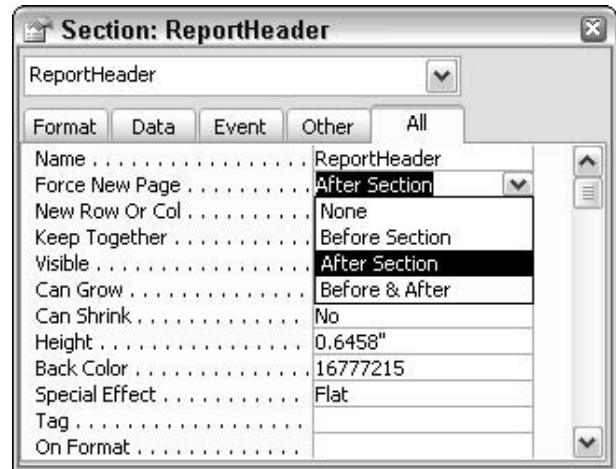 Section: ReportHeader
ReportHeader
Format Data Event Other All
Name . . . . . . . . . . . . . . . . . . ReportHeader
Force New Page . . . . . . . . . . After Section
New Row Or Col . . . . . . . . . . None
Keep Together . . . . . . . . . . . . Before Section
Visible . . . . . . . . . . . . . . . . . . . After Section
Can Grow . . . . . . . . . . . . . . . . Before & After
Can Shrink . . . . . . . . . . . . . . . No
Height . . . . . . . . . . . . . . . . . . 0.6458"
Back Color . . . . . . . . . . . . . . . 16777215
Special Effect . . . . . . . . . . . . Flat
Tag . . . . . . . . . . . . . . . . . . . .
On Format . . . . . . . . . . . . . .